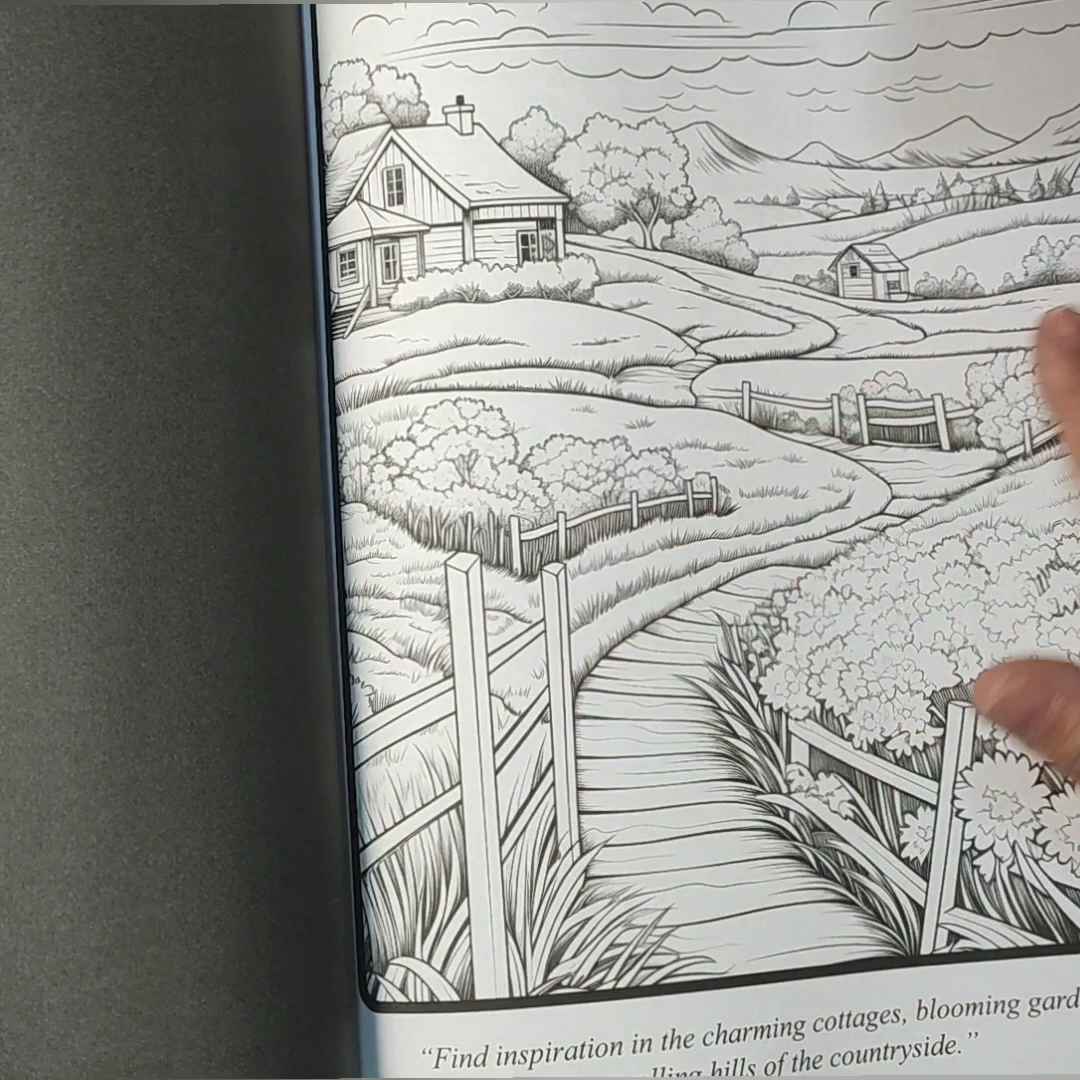 “Find inspiration in the charming cottages, blooming gard
hills of the countryside.”